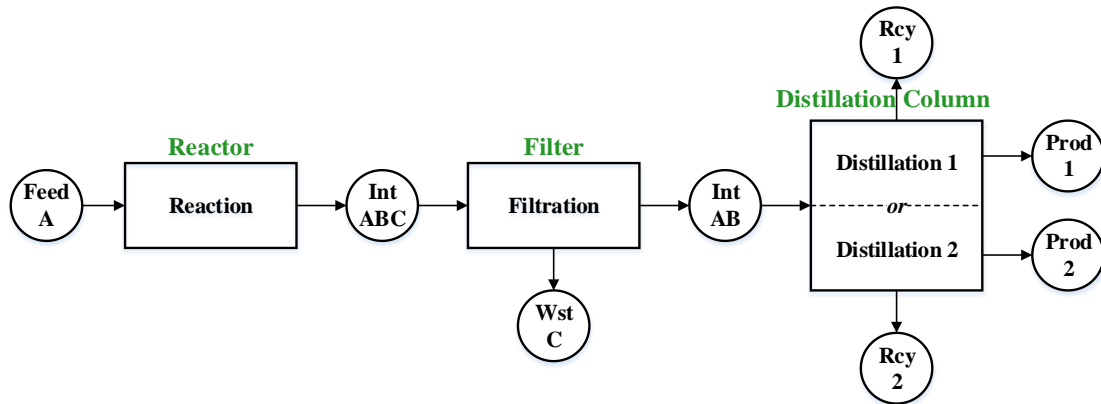 Rcy
1
Distillation Column
Reactor
Filter
Feed
A
Reaction
Int
ABC
Filtration
Int
AB
Distillation 1
or
Distillation 2
Prod
1
Prod
2
Wst
C
Rcy
2